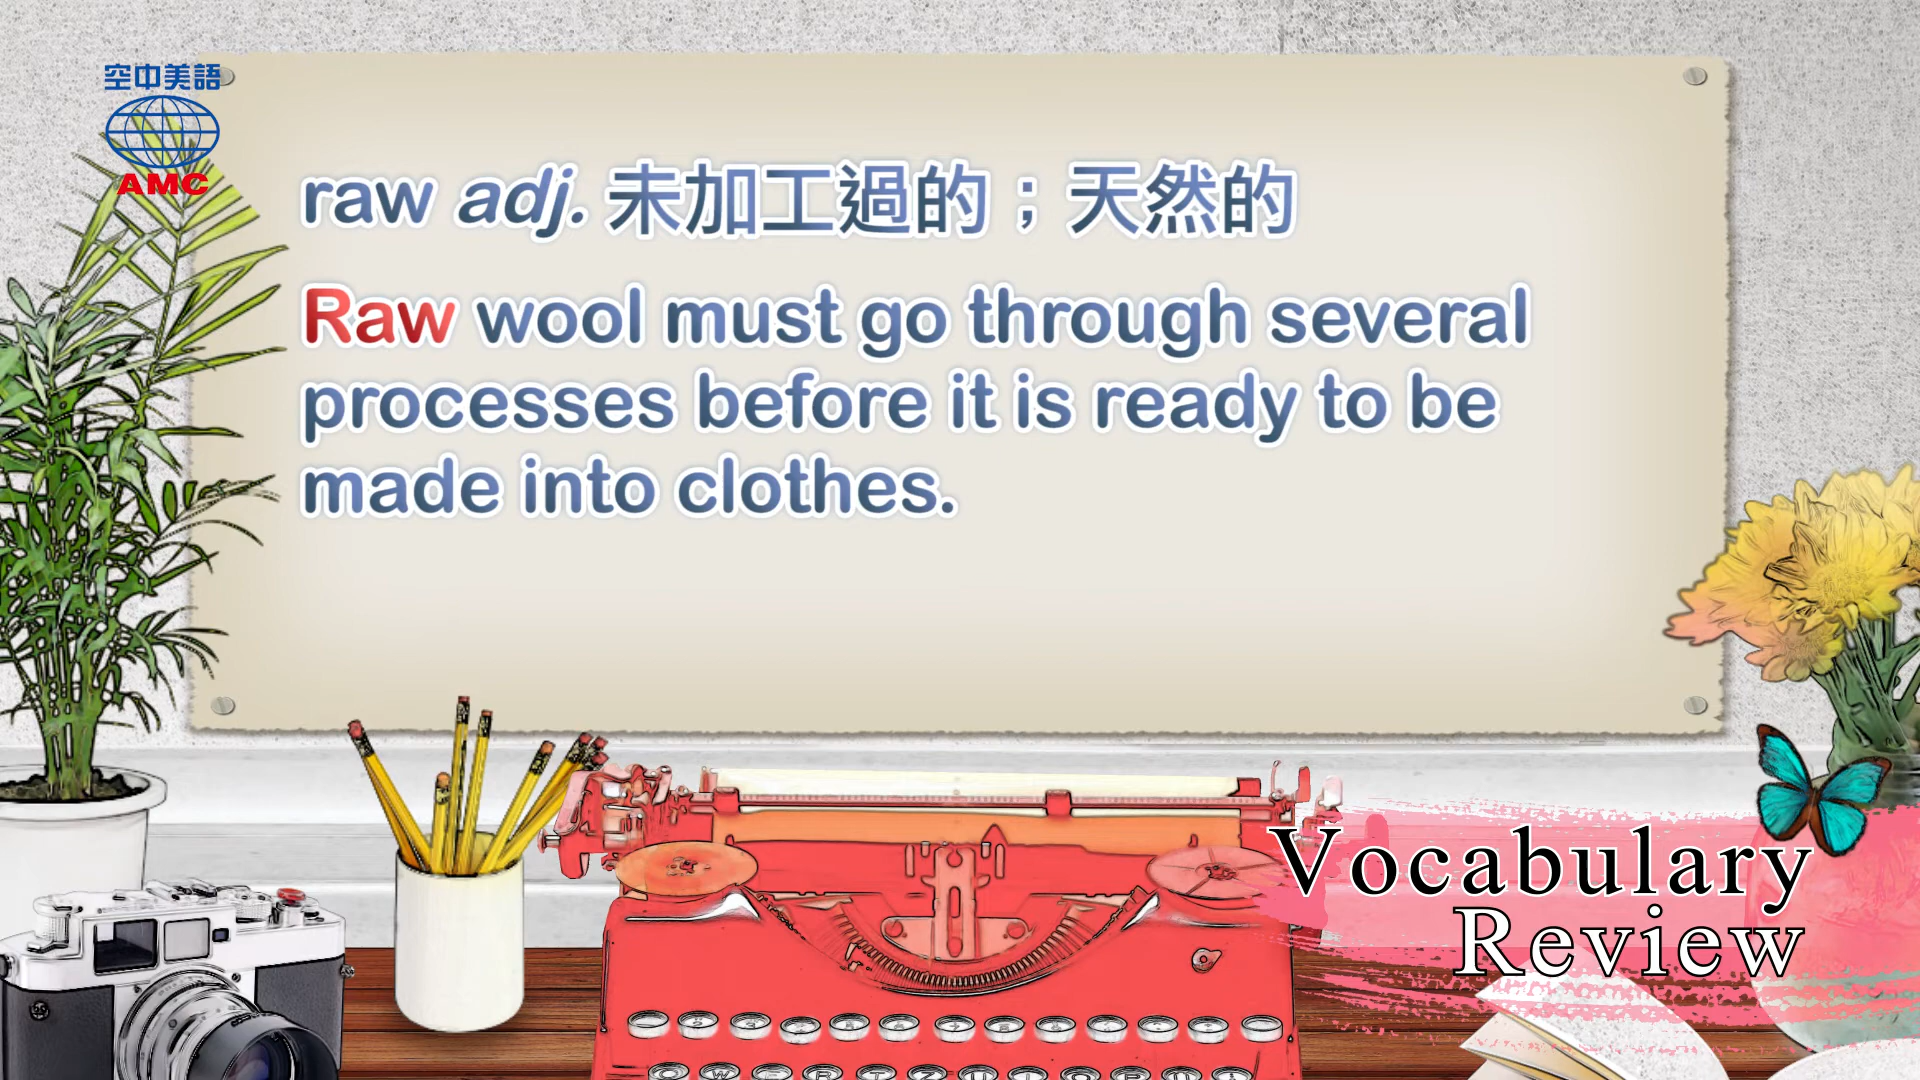 空中美語
AMC
raw adj. 未加工過的；天然的
Raw wool must go through several
processes before it is ready to be
made into clothes.
Vocabulary
Review